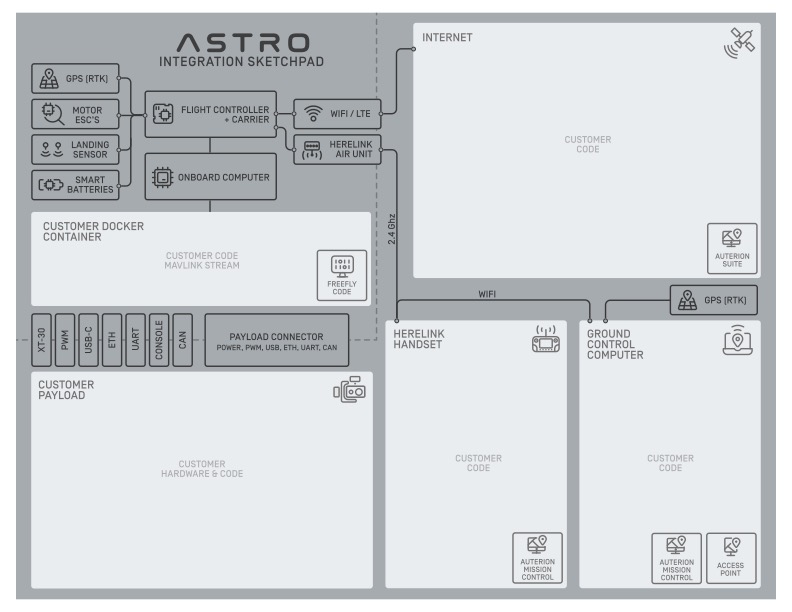 ASTRO
INTEGRATION SKETCHPAD
GPS (RTK)
MOTOR
ESC'S
LANDING
SENSOR
SMART
BATTERIES
FLIGHT CONTROLLER
+ CARRIER
ONBOARD COMPUTER
WIFI / LTE
HERELINK
AIR UNIT
INTERNET
CUSTOMER
CODE
AUTERION
SUITE
CUSTOMER DOCKER
CONTAINER
CUSTOMER CODE
MAVLINK STREAM
1011
1101
FREEFLY
CODE
2.4 Ghz
WIFI
GPS (RTK)
XT-30
PWM
USB-C
ETH
UART
CONSOLE
CAN
PAYLOAD CONNECTOR
POWER, PWM, USB, ETH, UART, CAN
CUSTOMER
PAYLOAD
CUSTOMER
HARDWARE & CODE
HERELINK
HANDSET
CUSTOMER
CODE
AUTERION
MISSION
CONTROL
GROUND
CONTROL
COMPUTER
CUSTOMER
CODE
AUTERION
MISSION
CONTROL
ACCESS
POINT